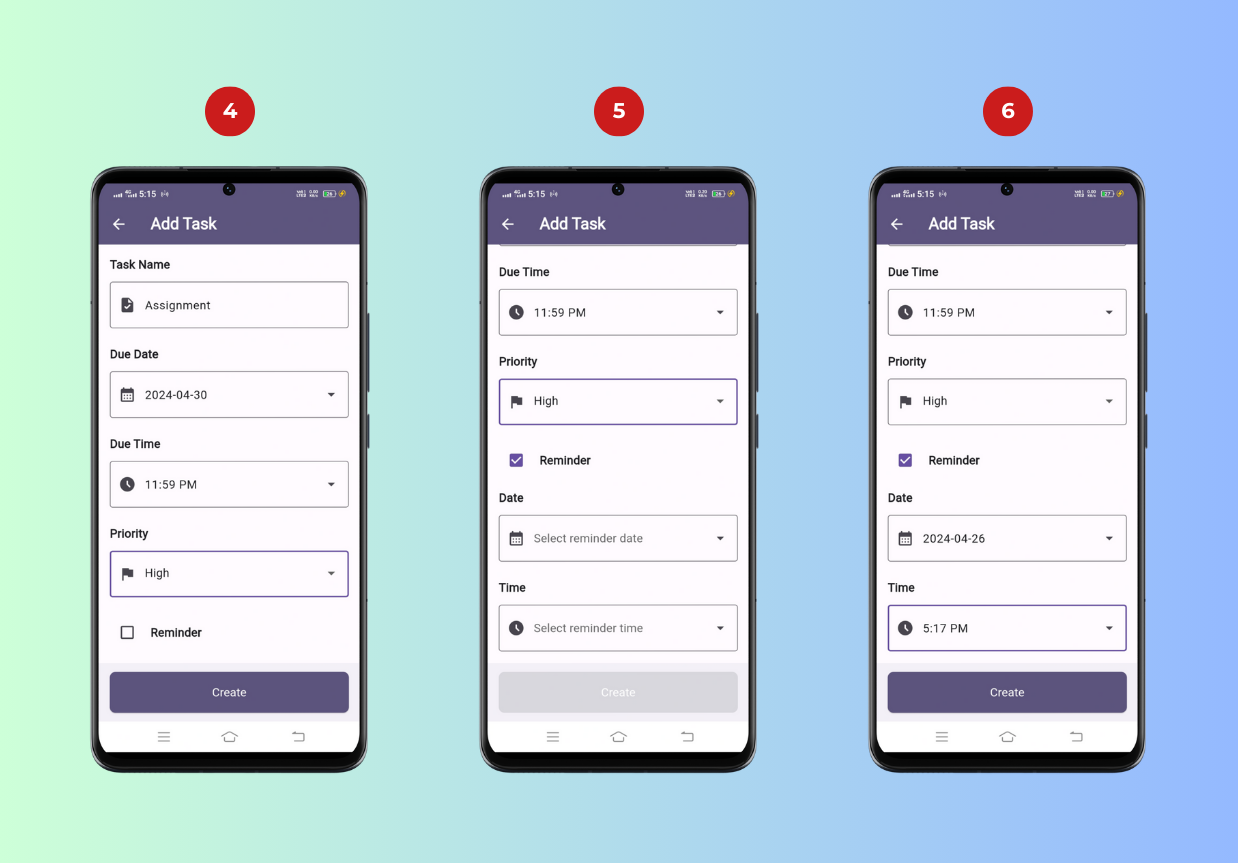 4
5:15
Add Task
Task Name
Assignment
Due Date
2024-04-30
Due Time
11:59 PM
Priority
High
Reminder
Create
5
5:15
Add Task
Due Time
11:59 PM
Priority
High
Reminder
Date
Select reminder date
Time
Select reminder time
Create
6
5:15
Add Task
Due Time
11:59 PM
Priority
High
Reminder
Date
2024-04-26
Time
5:17 PM
Create